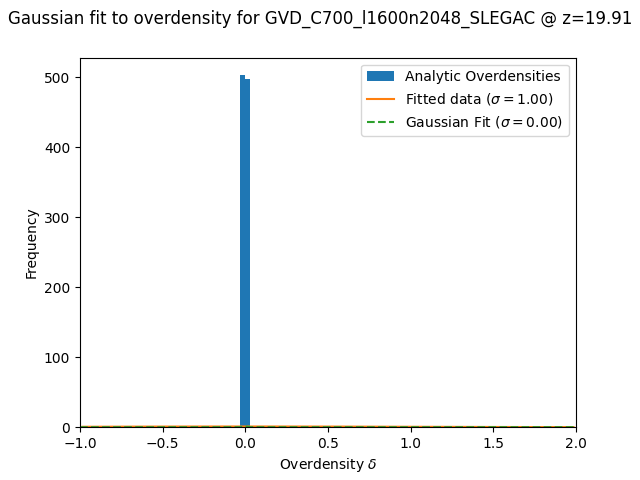 Gaussian fit to overdensity for GVD_C700_l1600n2048_SLEGAC @ z=19.91
Analytic Overdensities
Fitted data (σ = 1.00)
Gaussian Fit (σ = 0.00)
Frequency
500
400
300
200
100
0
−1.0 −0.5 0.0 0.5 1.0 1.5 2.0
Overdensity δ